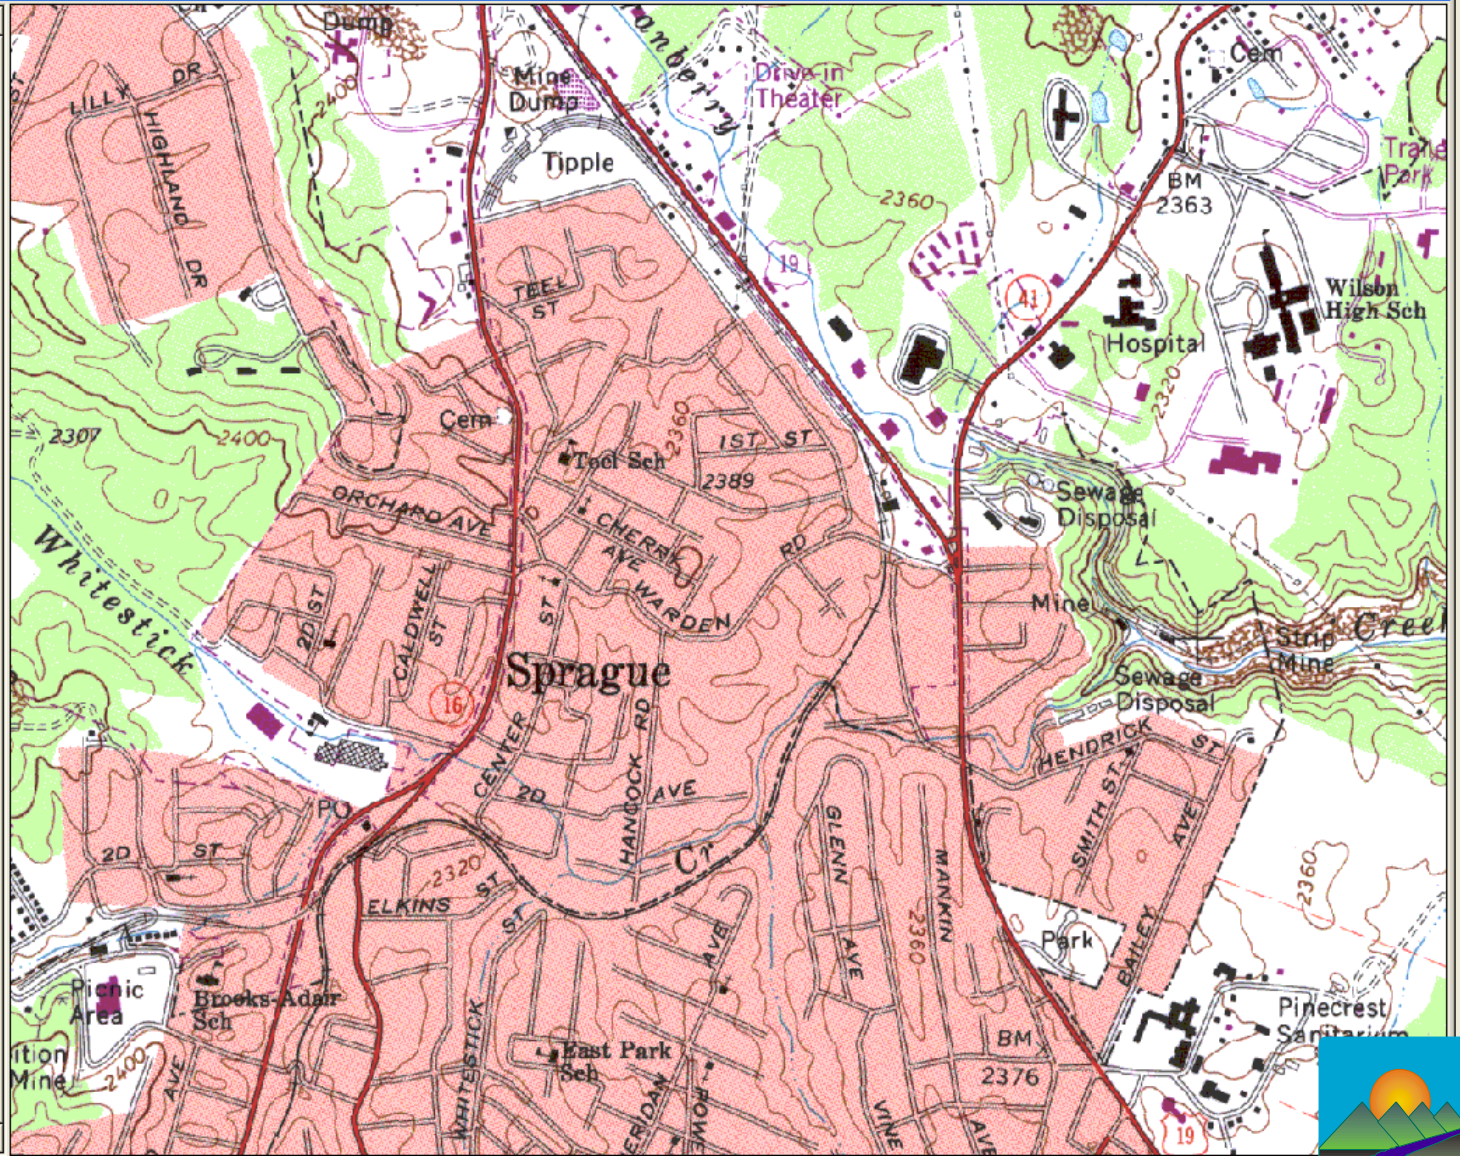 Dump
Cranberry
Cem
Mine
Dump
Drive-in
Theater
LILLY DR
2400
HIGHLAND DR
ST
Tipple
Trailer
Park
BM
2363
2360
19
41
TEEL
ST
Wilson
High Sch
Hospital
2320
2360
Cem
2307
2400
1ST ST
Teel Sch
2389
ORCHARD AVE
CHERRY
AVE
Sewage
Disposal
RD
WARDEN
Whitestick
2D ST
CALDWELL
ST
ST
Mine
Strip
Mine
Creek
Sprague
16
Sewage
Disposal
CENTER
HANCOCK RD
HENDRICK ST
2D AVE
PO
SMITH ST
AVE
GLENN
AVE
MANKIN
2360
2360
Cr
2D ST
2320
ELKINS ST
ST
AVE
Park
BAILEY
Picnic
Area
Brooks-Adair
Sch
Pinecrest
Sanitarium
ition
Mine
2400
AVE
WHITESTICK
East Park
Sch
BM
2376
VINE
AVE
19